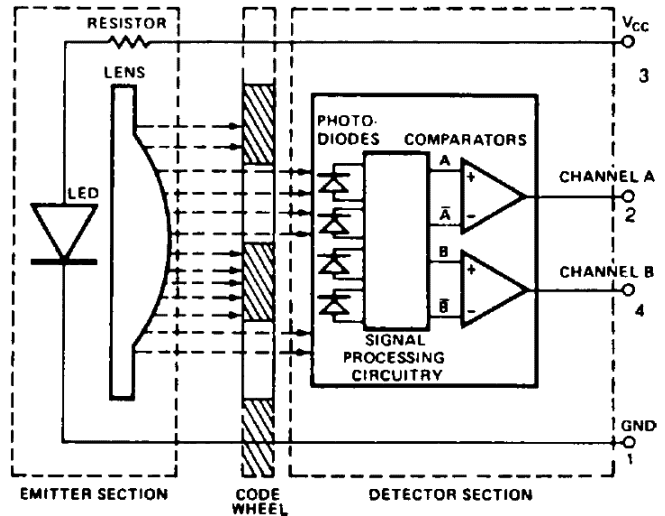 RESISTOR
V_CC
3
LENS
LED
PHOTO-
DIODES
COMPARATORS
A
+
CHANNEL A
2
Ā
–
B
+
CHANNEL B
4
B̄
–
SIGNAL
PROCESSING
CIRCUITRY
GND
1
EMITTER SECTION
CODE
WHEEL
DETECTOR SECTION